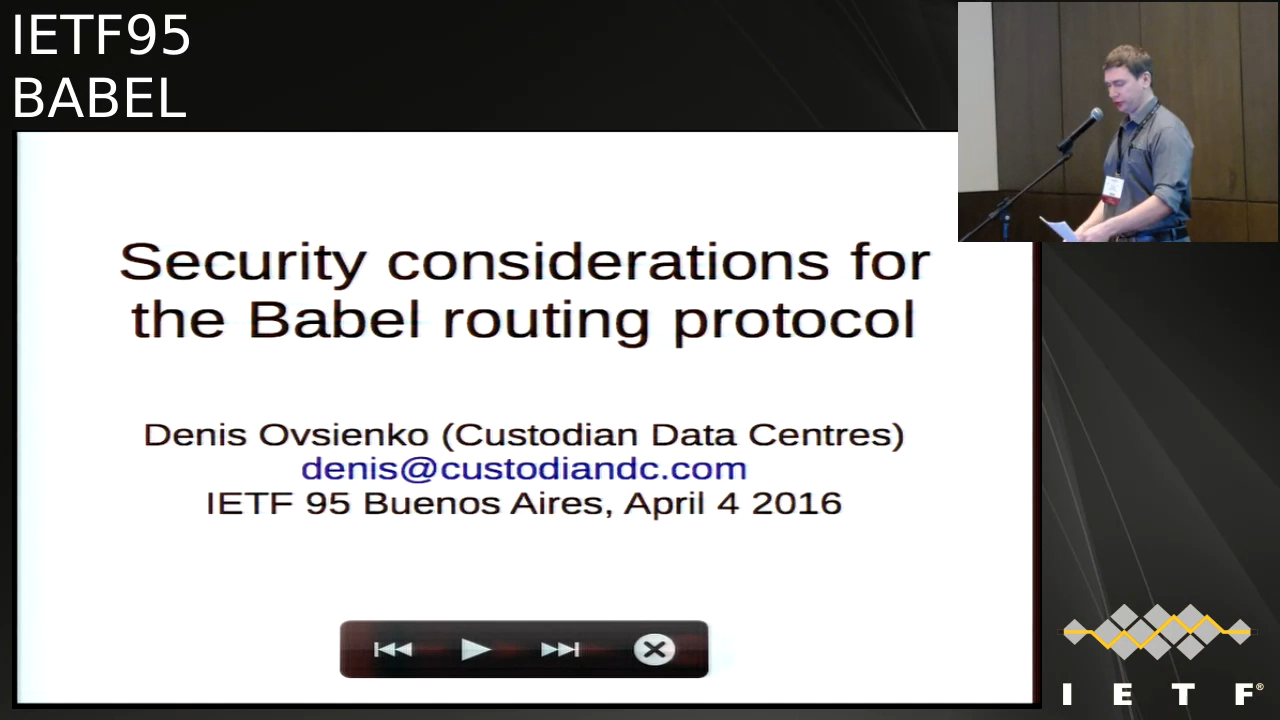 IETF95
BABEL
Security considerations for
the Babel routing protocol
Denis Ovsienko (Custodian Data Centres)
denis@custodiandc.com
IETF 95 Buenos Aires, April 4 2016
I E T F®